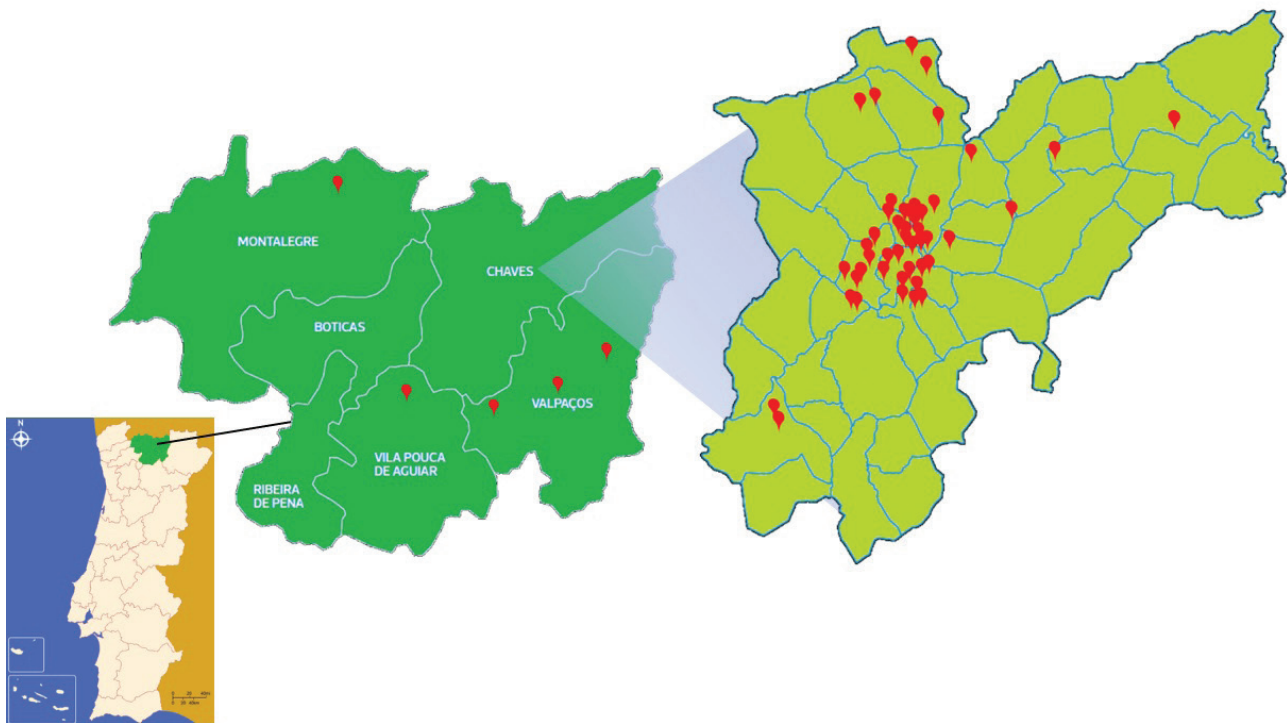 MONTALEGRE
CHAVES
BOTICAS
VALPAÇOS
VILA POUCA
DE AGUIAR
RIBEIRA
DE PENA
N